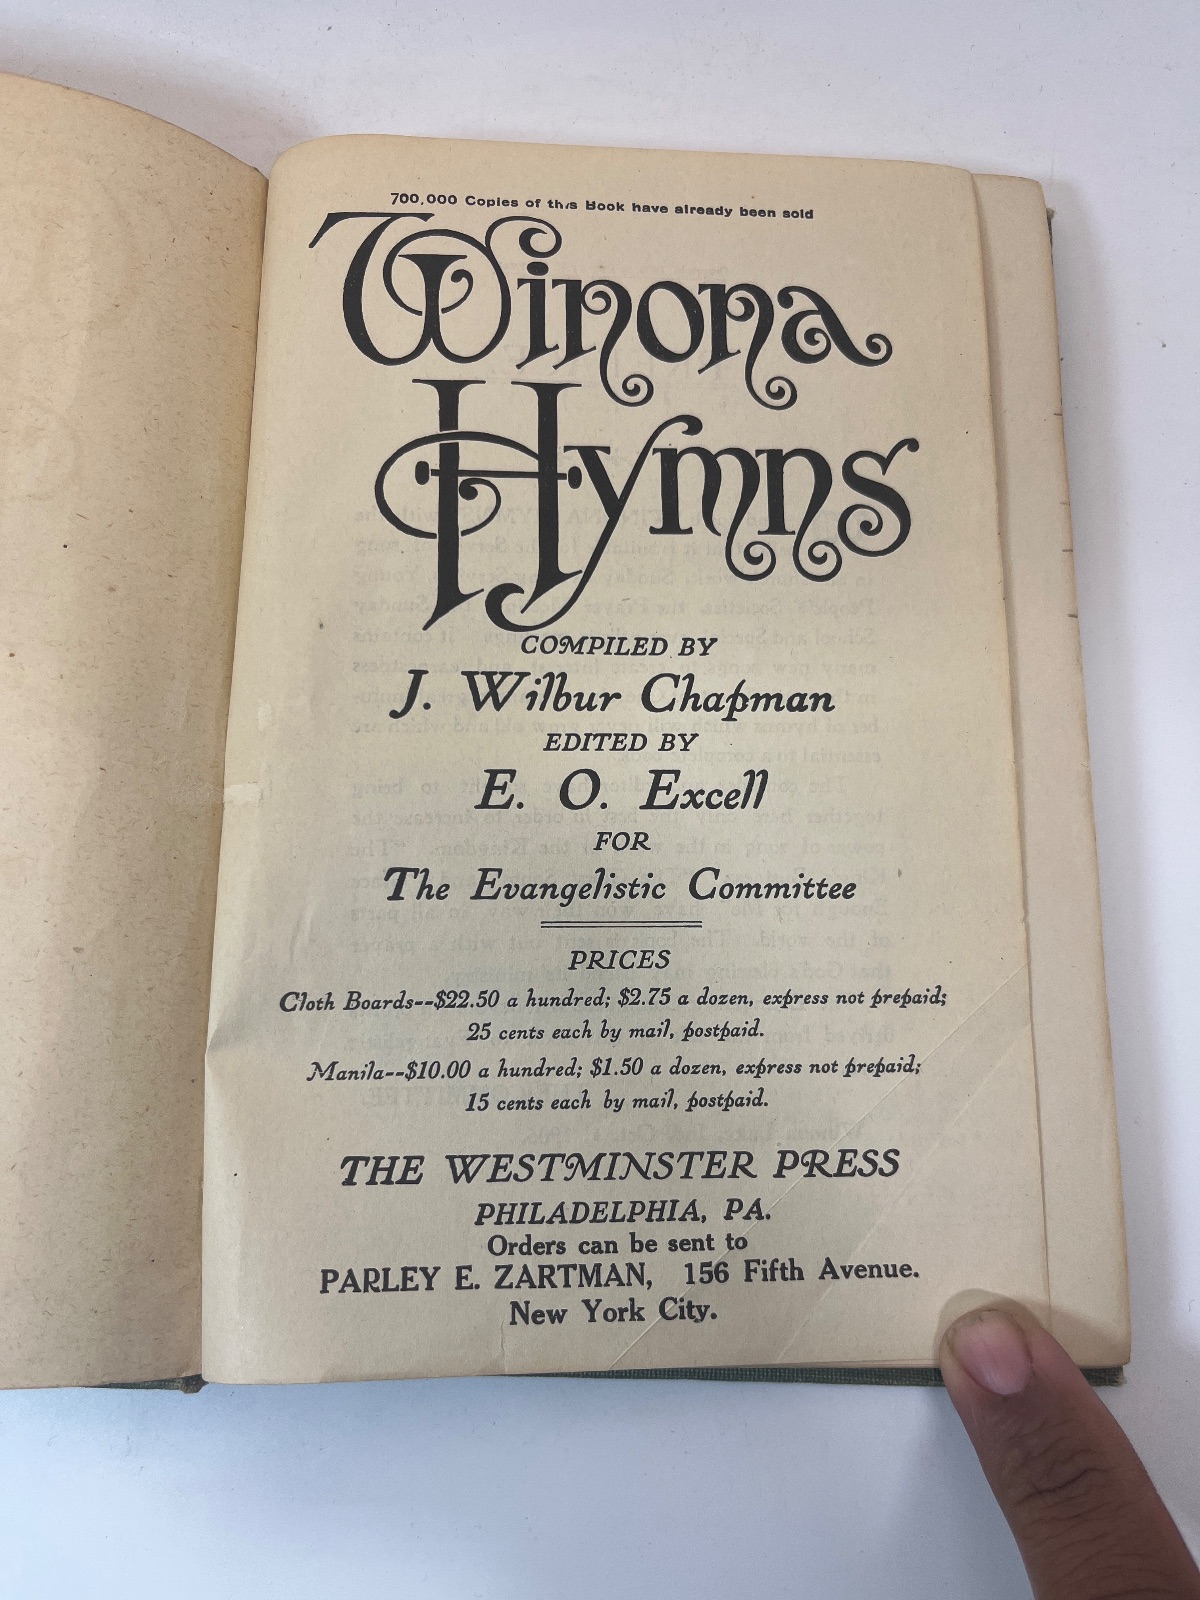 700,000 Copies of this Book have already been sold
Winona
Hymns
COMPILED BY
J. Wilbur Chapman
EDITED BY
E. O. Excell
FOR
The Evangelistic Committee
PRICES
Cloth Boards--$22.50 a hundred; $2.75 a dozen, express not prepaid;
25 cents each by mail, postpaid.
Manila--$10.00 a hundred; $1.50 a dozen, express not prepaid;
15 cents each by mail, postpaid.
THE WESTMINSTER PRESS
PHILADELPHIA, PA.
Orders can be sent to
PARLEY E. ZARTMAN, 156 Fifth Avenue.
New York City.